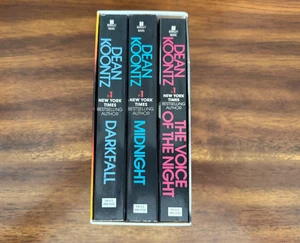 DEAN
KOONTZ
#1
NEW YORK
TIMES
BESTSELLING
AUTHOR
DARKFALL
DEAN
KOONTZ
#1
NEW YORK
TIMES
BESTSELLING
AUTHOR
MIDNIGHT
DEAN
KOONTZ
#1
NEW YORK
TIMES
BESTSELLING
AUTHOR
THE VOICE
OF THE NIGHT